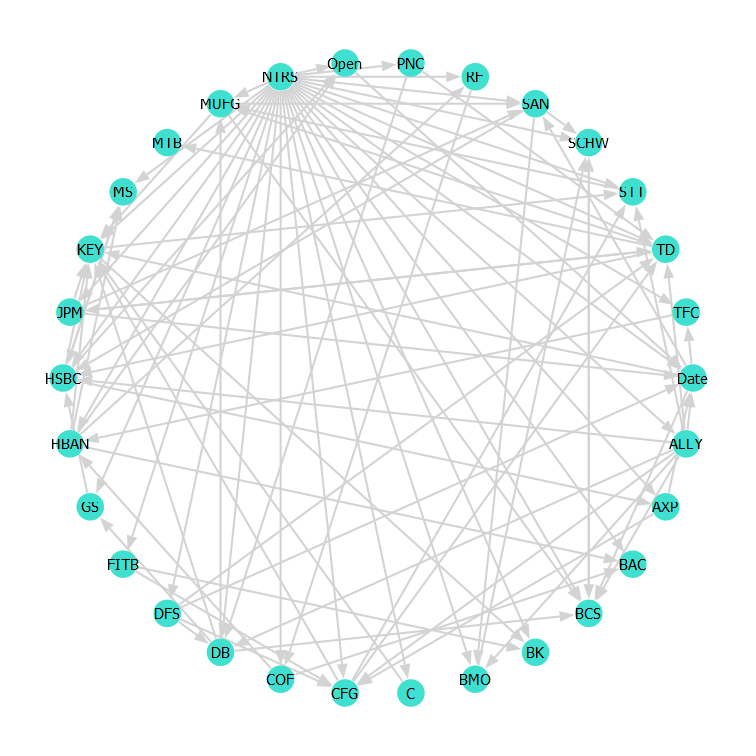 Open
PNC
NTRS
RF
MUFG
SAN
MTB
SCHW
MS
STT
KEY
TD
JPM
TFC
HSBC
Date
HBAN
ALLY
GS
AXP
FITB
BAC
DFS
BCS
DB
BK
COF
BMO
CFG
C